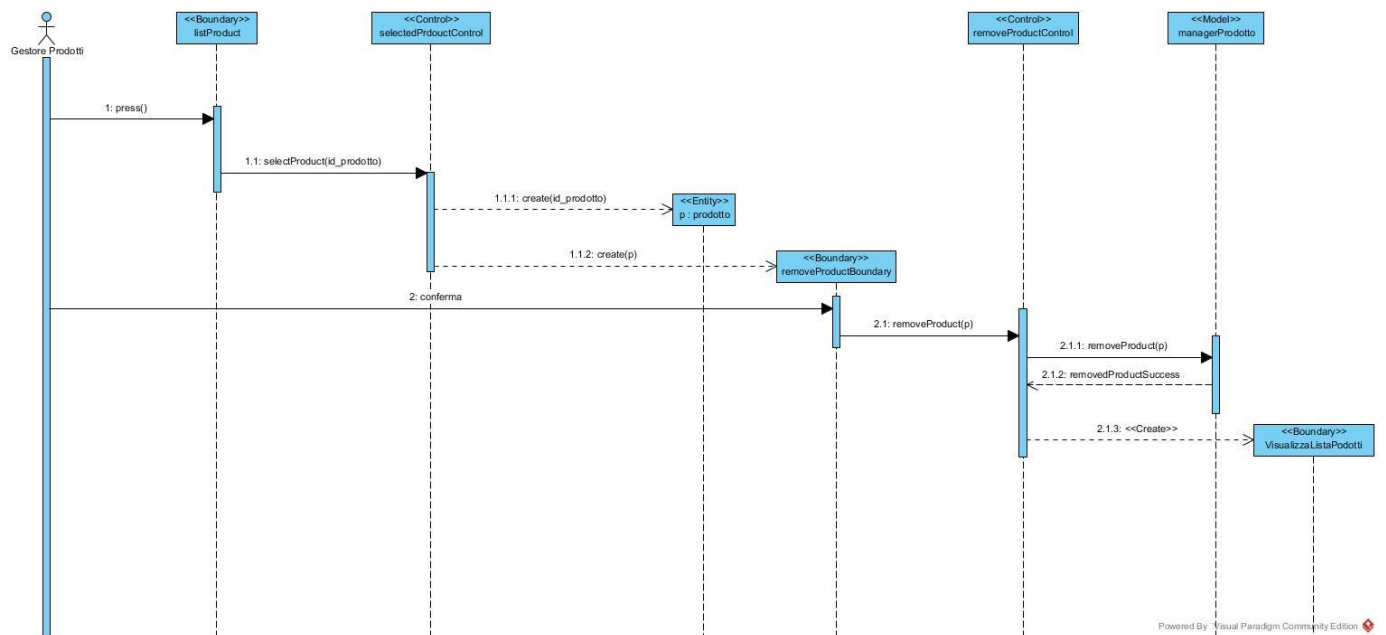 <<Boundary>>
listProduct
<<Control>>
selectedPrdouctControl
<<Control>>
removeProductControl
<<Model>>
managerProdotto
Gestore Prodotti
1: press()
1.1: selectProduct(id_prodotto)
1.1.1: create(id_prodotto)
<<Entity>>
p : prodotto
1.1.2: create(p)
<<Boundary>>
removeProductBoundary
2: conferma
2.1: removeProduct(p)
2.1.1: removeProduct(p)
2.1.2: removedProductSuccess
2.1.3: <<Create>>
<<Boundary>>
VisualizzaListaPodotti
Powered By Visual Paradigm Community Edition